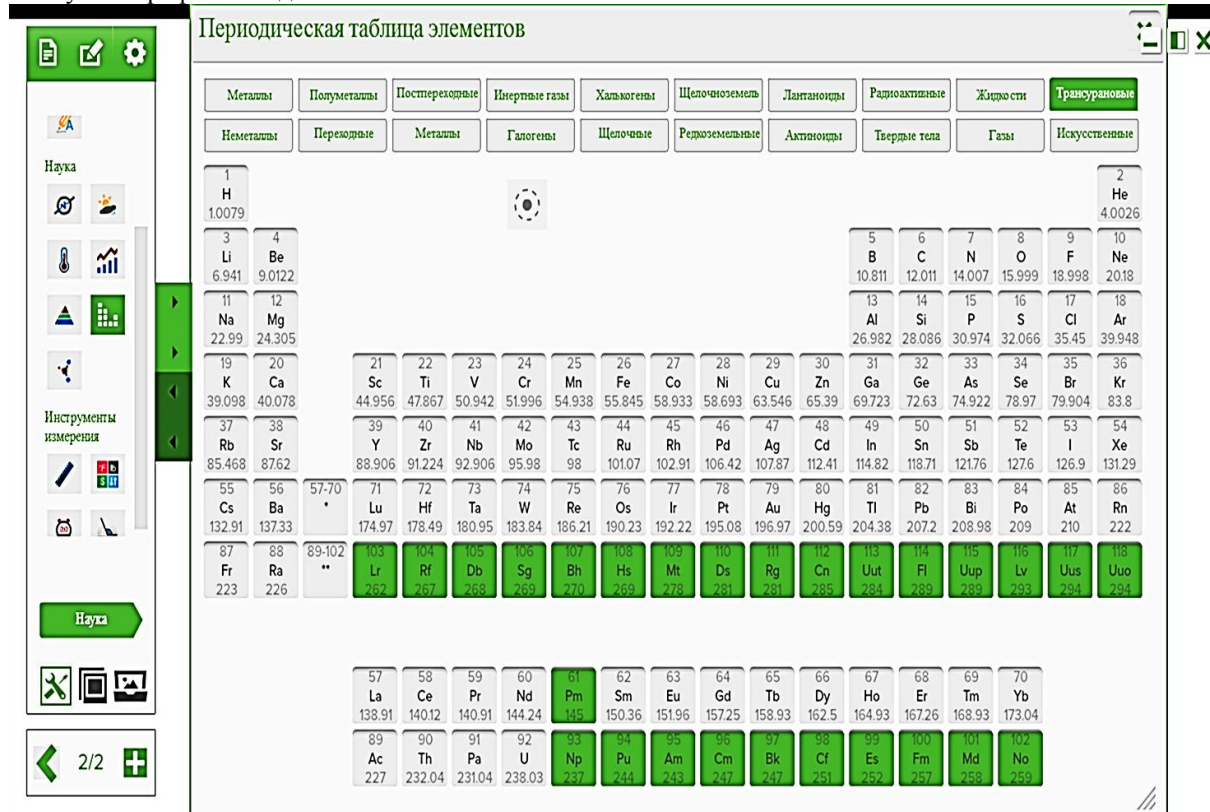 Периодическая таблица элементов
Металлы Полуметаллы Постпереходные Инертные газы Халькогены Щелочноземель Лантаноиды Радиоактивные Жидкости Трансурановые
Неметаллы Переходные Металлы Галогены Щелочные Редкоземельные Актиноиды Твердые тела Газы Искусственные
Наука
Инструменты
измерения
Наука
2/2
1 2
H He
1.0079 4.0026
3 4 5 6 7 8 9 10
Li Be B C N O F Ne
6.941 9.0122 10.811 12.011 14.007 15.999 18.998 20.18
11 12 13 14 15 16 17 18
Na Mg Al Si P S Cl Ar
22.99 24.305 26.982 28.086 30.974 32.066 35.45 39.948
19 20 21 22 23 24 25 26 27 28 29 30 31 32 33 34 35 36
K Ca Sc Ti V Cr Mn Fe Co Ni Cu Zn Ga Ge As Se Br Kr
39.098 40.078 44.956 47.867 50.942 51.996 54.938 55.845 58.933 58.693 63.546 65.39 69.723 72.63 74.922 78.97 79.904 83.8
37 38 39 40 41 42 43 44 45 46 47 48 49 50 51 52 53 54
Rb Sr Y Zr Nb Mo Tc Ru Rh Pd Ag Cd In Sn Sb Te I Xe
85.468 87.62 88.906 91.224 92.906 95.98 98 101.07 102.91 106.42 107.87 112.41 114.82 118.71 121.76 127.6 126.9 131.29
55 56 57-70 71 72 73 74 75 76 77 78 79 80 81 82 83 84 85 86
Cs Ba * Lu Hf Ta W Re Os Ir Pt Au Hg Tl Pb Bi Po At Rn
132.91 137.33 174.97 178.49 180.95 183.84 186.21 190.23 192.22 195.08 196.97 200.59 204.38 207.2 208.98 209 210 222
87 88 89-102 103 104 105 106 107 108 109 110 111 112 113 114 115 116 117 118
Fr Ra ** Lr Rf Db Sg Bh Hs Mt Ds Rg Cn Uut Fl Uup Lv Uus Uuo
223 226 262 267 268 269 270 269 278 281 281 285 284 289 289 293 294 294
57 58 59 60 61 62 63 64 65 66 67 68 69 70
La Ce Pr Nd Pm Sm Eu Gd Tb Dy Ho Er Tm Yb
138.91 140.12 140.91 144.24 145 150.36 151.96 157.25 158.93 162.5 164.93 167.26 168.93 173.04
89 90 91 92 93 94 95 96 97 98 99 100 101 102
Ac Th Pa U Np Pu Am Cm Bk Cf Es Fm Md No
227 232.04 231.04 238.03 237 244 243 247 247 251 252 257 258 259